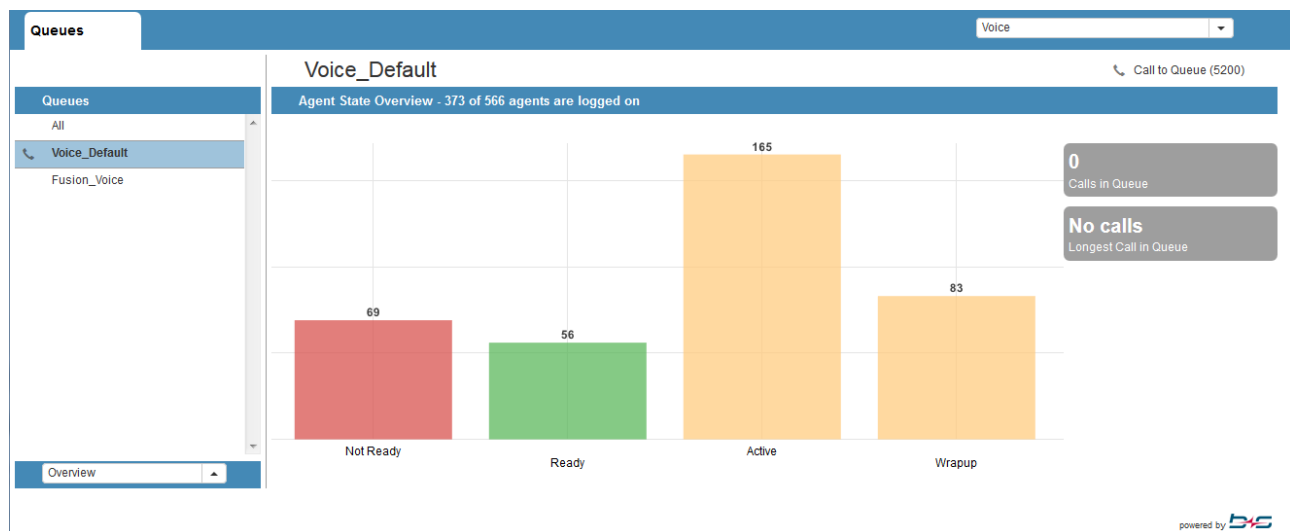 Queues
Voice
Voice_Default
Call to Queue (5200)
Queues
Agent State Overview - 373 of 566 agents are logged on
All
Voice_Default
Fusion_Voice
165
0
Calls in Queue
No calls
Longest Call in Queue
83
69
56
Not Ready
Ready
Active
Wrapup
Overview
powered by b+s